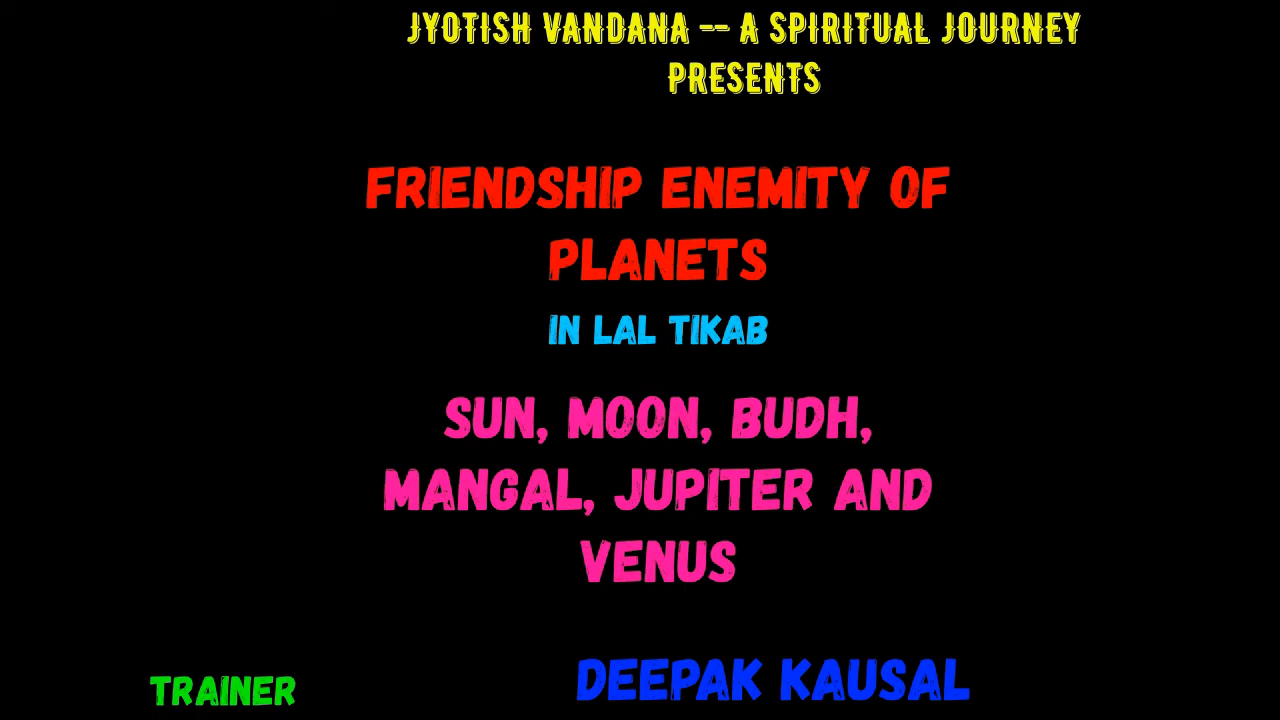 JYOTISH VANDANA -- A SPIRITUAL JOURNEY
PRESENTS
FRIENDSHIP ENEMITY OF
PLANETS
IN LAL TIKAB
SUN, MOON, BUDH,
MANGAL, JUPITER AND
VENUS
TRAINER
DEEPAK KAUSAL